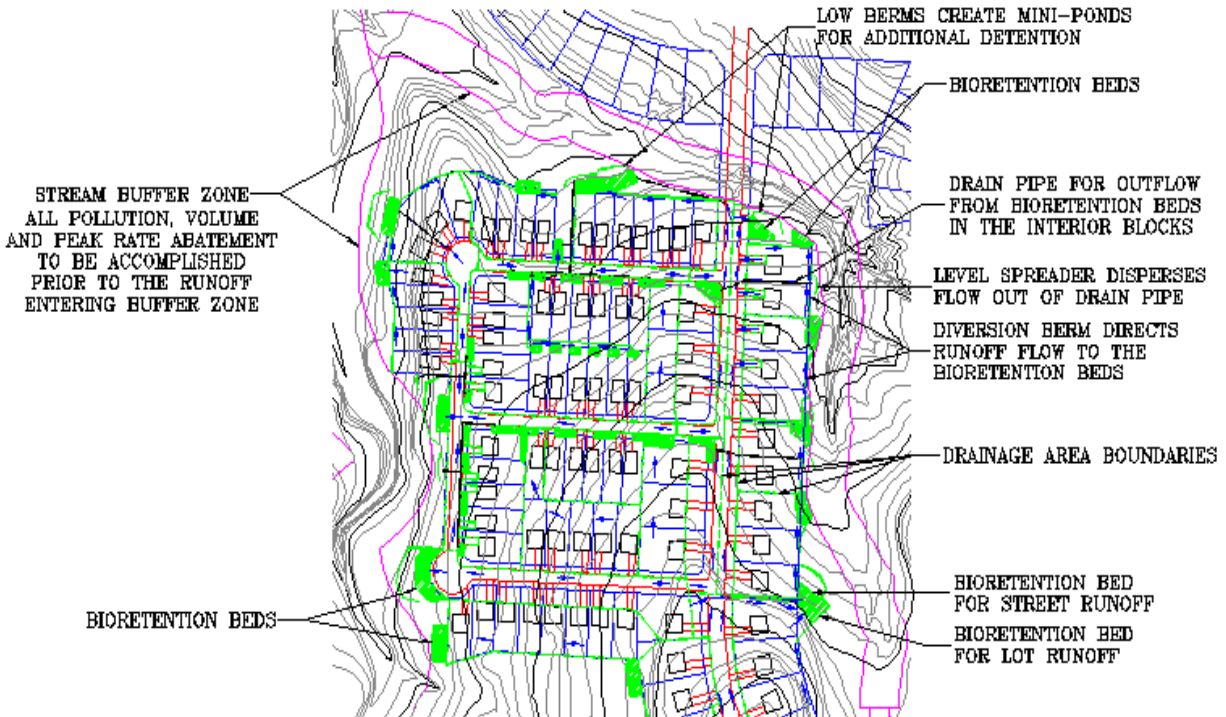 LOW BERMS CREATE MINI-PONDS
FOR ADDITIONAL DETENTION
BIORETENTION BEDS
STREAM BUFFER ZONE
ALL POLLUTION, VOLUME
AND PEAK RATE ABATEMENT
TO BE ACCOMPLISHED
PRIOR TO THE RUNOFF
ENTERING BUFFER ZONE
DRAIN PIPE FOR OUTFLOW
FROM BIORETENTION BEDS
IN THE INTERIOR BLOCKS
LEVEL SPREADER DISPERSES
FLOW OUT OF DRAIN PIPE
DIVERSION BERM DIRECTS
RUNOFF FLOW TO THE
BIORETENTION BEDS
DRAINAGE AREA BOUNDARIES
BIORETENTION BED
FOR STREET RUNOFF
BIORETENTION BEDS
BIORETENTION BED
FOR LOT RUNOFF